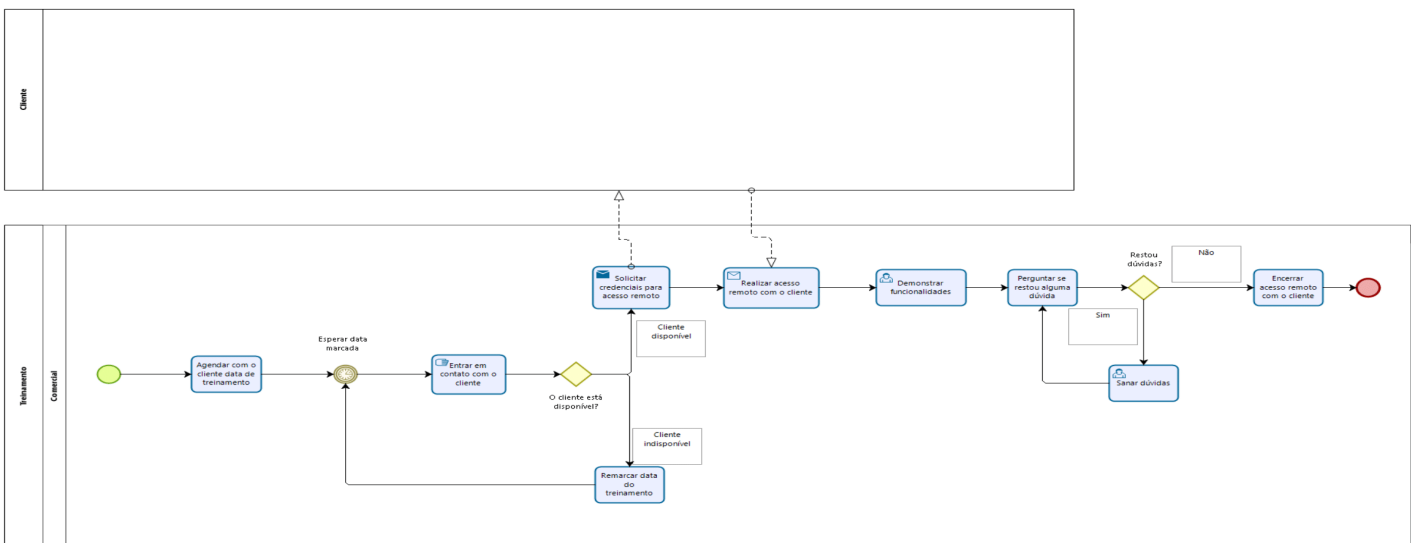 Cliente
Treinamento
Comercial
Agendar com o
cliente data de
treinamento
Esperar data
marcada
Entrar em
contato com o
cliente
O cliente está
disponível?
Cliente
disponível
Cliente
indisponível
Remarcar data
do
treinamento
Solicitar
credenciais para
acesso remoto
Realizar acesso
remoto com o cliente
Demonstrar
funcionalidades
Perguntar se
restou alguma
dúvida
Restou
dúvidas?
Não
Sim
Sanar dúvidas
Encerrar
acesso remoto
com o cliente